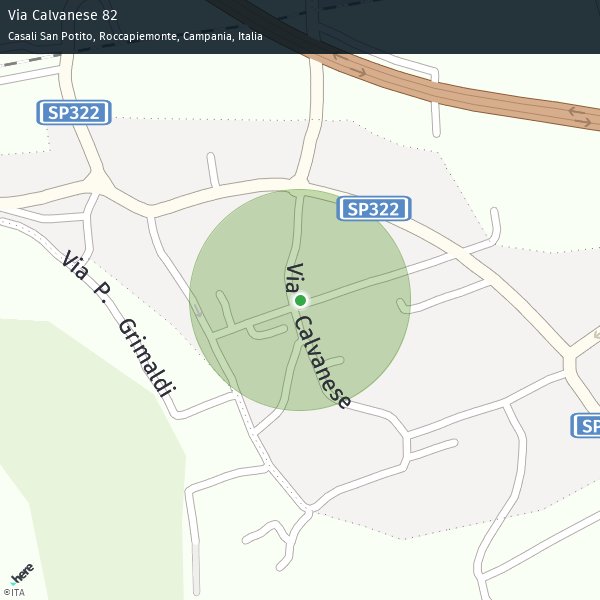 Via Calvanese 82
Casali San Potito, Roccapiemonte, Campania, Italia
SP322
SP322
Via P. Grimaldi
Via Calvanese
SP
here
©ITA